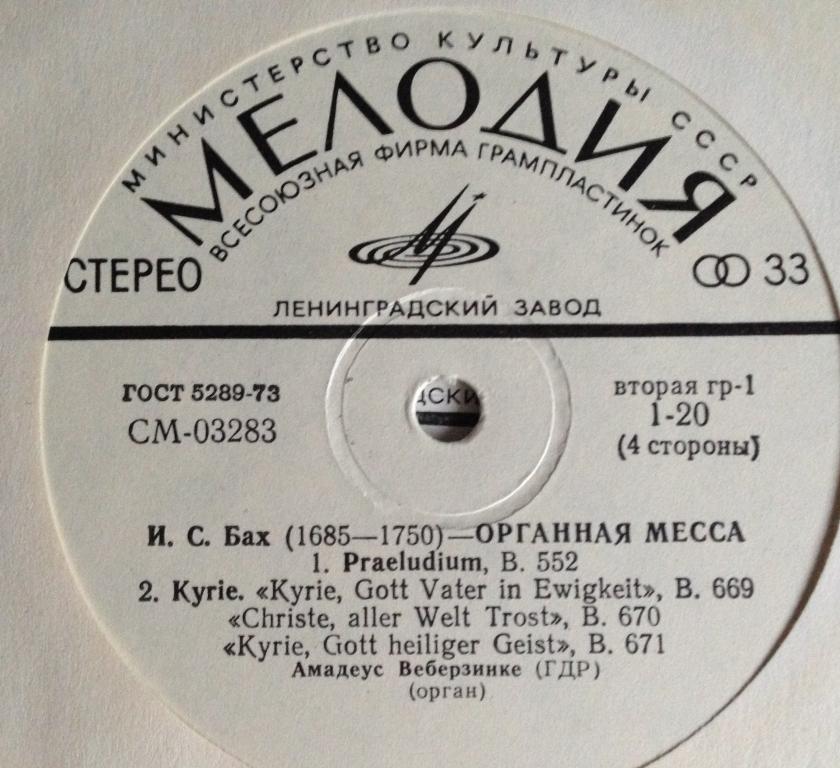 МИНИСТЕРСТВО КУЛЬТУРЫ СССР
МЕЛОДИЯ
ВСЕСОЮЗНАЯ ФИРМА ГРАМПЛАСТИНОК
СТЕРЕО
33
ЛЕНИНГРАДСКИЙ ЗАВОД
ГОСТ 5289-73
СМ-03283
вторая гр-1
1-20
(4 стороны)
ДСКИ
И. С. Бах (1685—1750)—ОРГАННАЯ МЕССА
1. Praeludium, B. 552
2. Kyrie. «Kyrie, Gott Vater in Ewigkeit», B. 669
«Christe, aller Welt Trost», B. 670
«Kyrie, Gott heiliger Geist», B. 671
Амадеус Веберзинке (ГДР)
(орган)